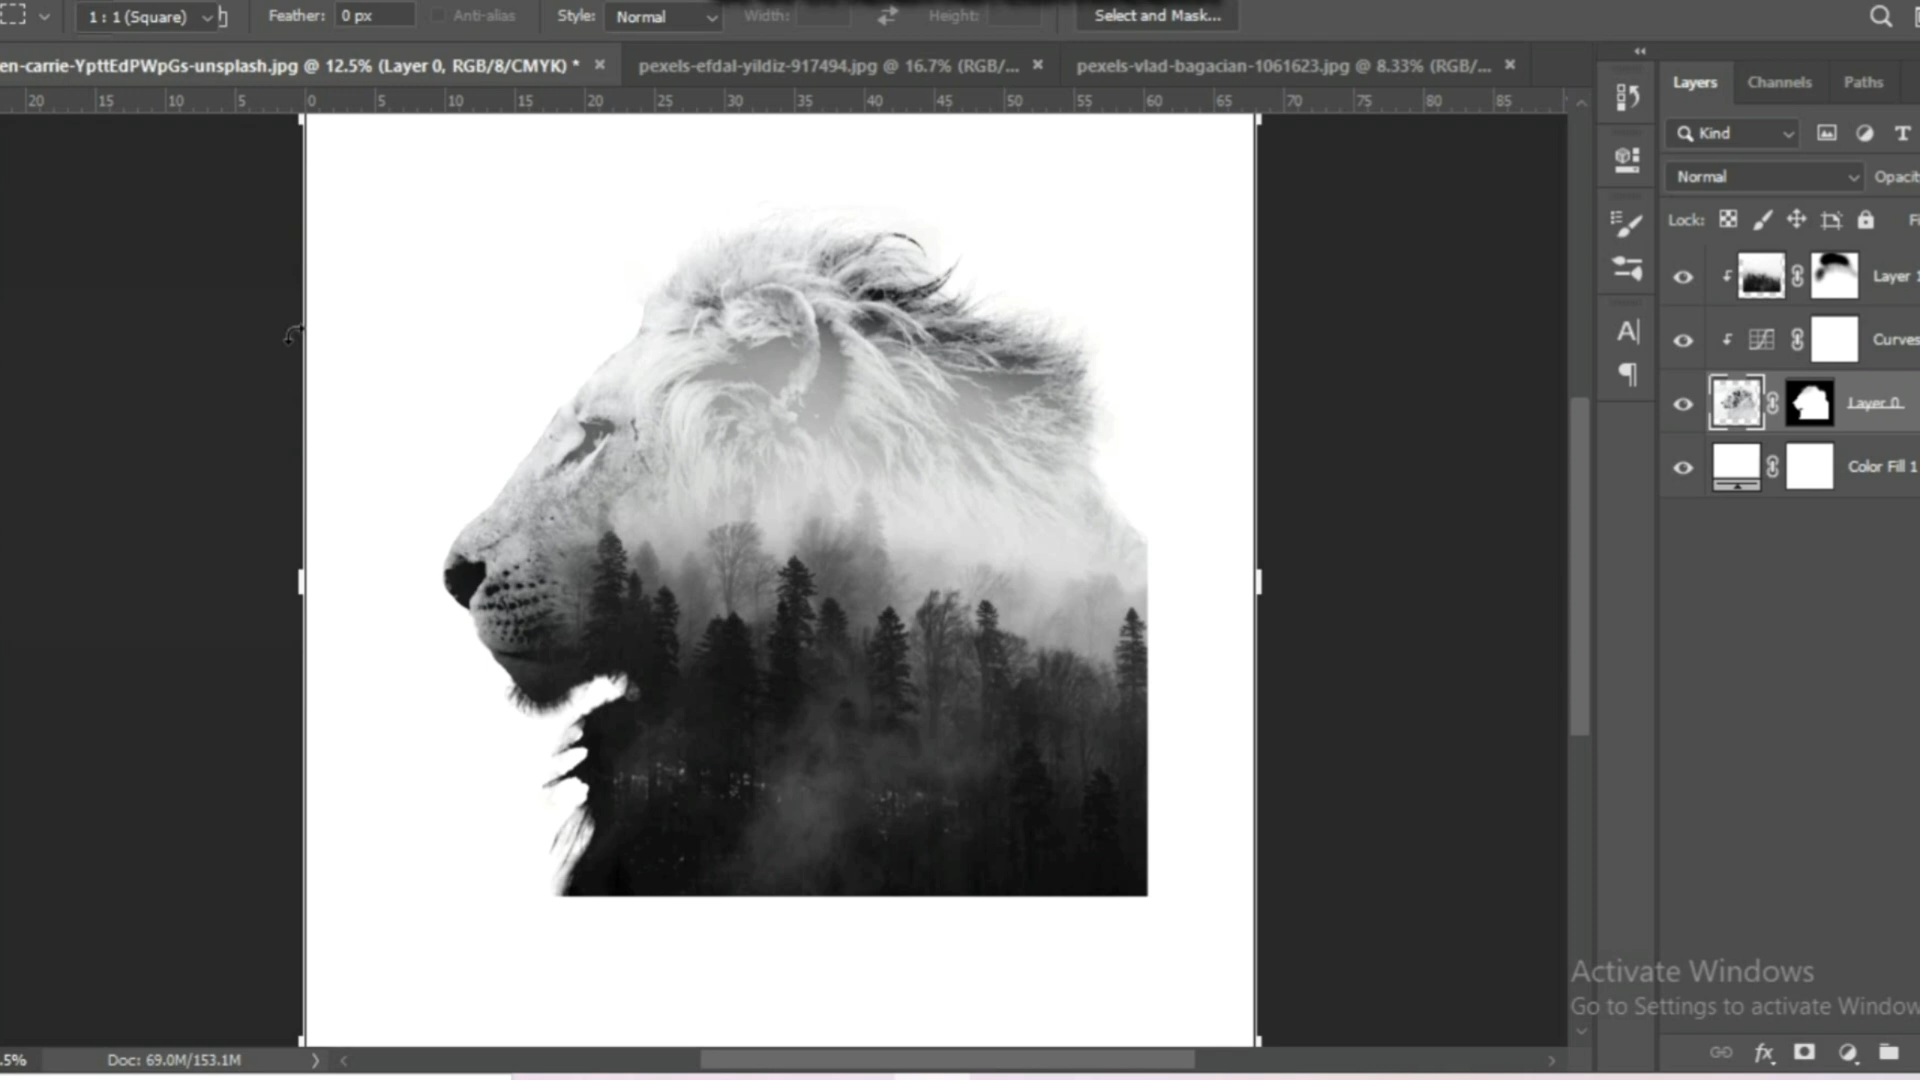 1 : 1 (Square) Feather: 0 px Anti-alias Style: Normal Width: Height: Select and Mask...
en-carrie-YpttEdPWpGs-unsplash.jpg @ 12.5% (Layer 0, RGB/8/CMYK) * × pexels-efdal-yildiz-917494.jpg @ 16.7% (RGB/... × pexels-vlad-bagacian-1061623.jpg @ 8.33% (RGB/... ×
20 15 10 5 0 5 10 15 20 25 30 35 40 45 50 55 60 65 70 75 80 85
Layers Channels Paths
Kind
Normal Opacit
Lock: Fi
Layer 1
Curves
Layer 0
Color Fill 1
Activate Windows
Go to Settings to activate Window
.5% Doc: 69.0M/153.1M